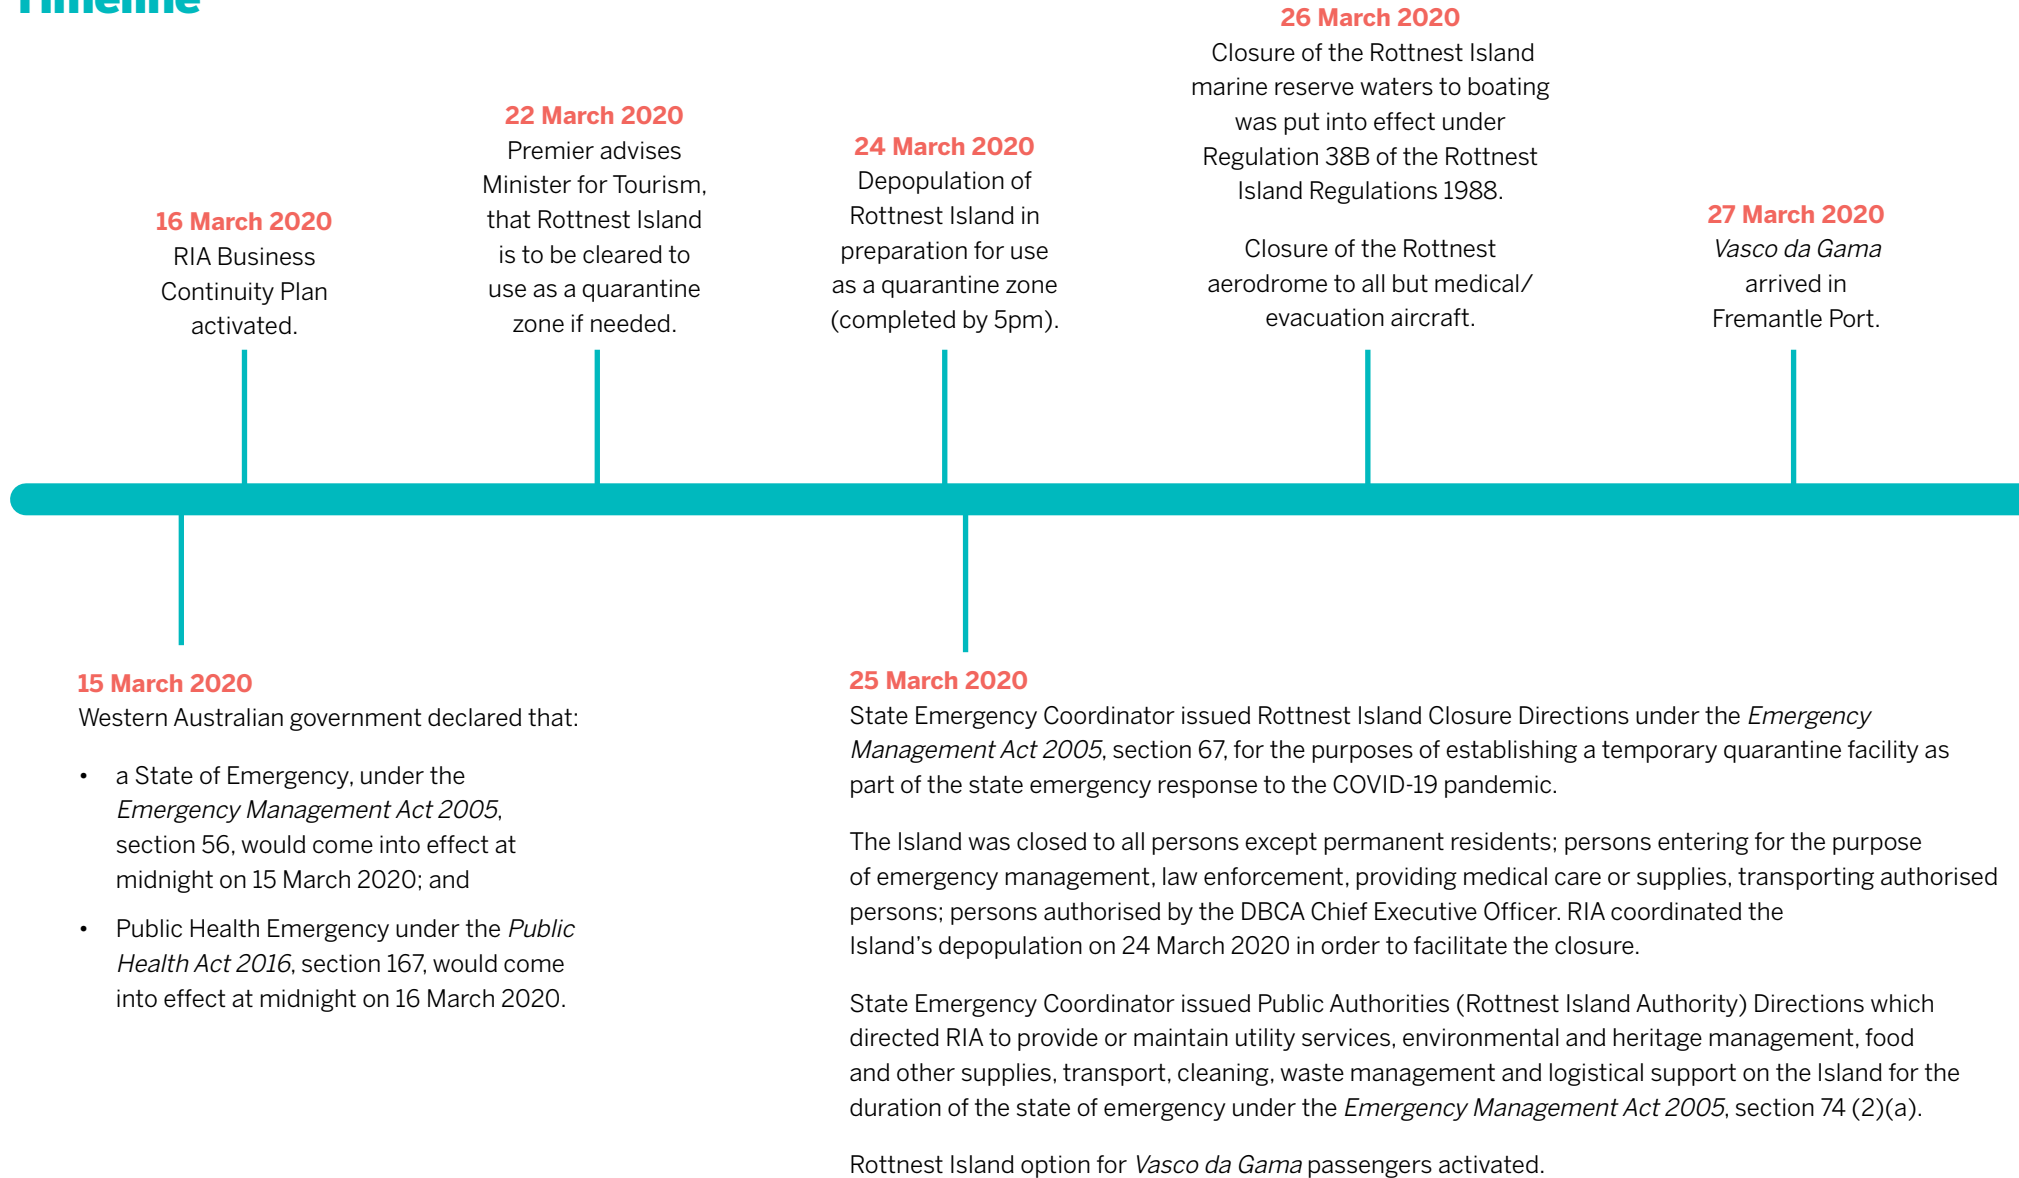 Timeline
16 March 2020
RIA Business
Continuity Plan
activated.
22 March 2020
Premier advises
Minister for Tourism,
that Rottnest Island
is to be cleared to
use as a quarantine
zone if needed.
24 March 2020
Depopulation of
Rottnest Island in
preparation for use
as a quarantine zone
(completed by 5pm).
26 March 2020
Closure of the Rottnest Island
marine reserve waters to boating
was put into effect under
Regulation 38B of the Rottnest
Island Regulations 1988.
Closure of the Rottnest
aerodrome to all but medical/
evacuation aircraft.
27 March 2020
Vasco da Gama
arrived in
Fremantle Port.
15 March 2020
Western Australian government declared that:
• a State of Emergency, under the
Emergency Management Act 2005,
section 56, would come into effect at
midnight on 15 March 2020; and
• Public Health Emergency under the Public
Health Act 2016, section 167, would come
into effect at midnight on 16 March 2020.
25 March 2020
State Emergency Coordinator issued Rottnest Island Closure Directions under the Emergency
Management Act 2005, section 67, for the purposes of establishing a temporary quarantine facility as
part of the state emergency response to the COVID-19 pandemic.
The Island was closed to all persons except permanent residents; persons entering for the purpose
of emergency management, law enforcement, providing medical care or supplies, transporting authorised
persons; persons authorised by the DBCA Chief Executive Officer. RIA coordinated the
Island's depopulation on 24 March 2020 in order to facilitate the closure.
State Emergency Coordinator issued Public Authorities (Rottnest Island Authority) Directions which
directed RIA to provide or maintain utility services, environmental and heritage management, food
and other supplies, transport, cleaning, waste management and logistical support on the Island for the
duration of the state of emergency under the Emergency Management Act 2005, section 74 (2)(a).
Rottnest Island option for Vasco da Gama passengers activated.